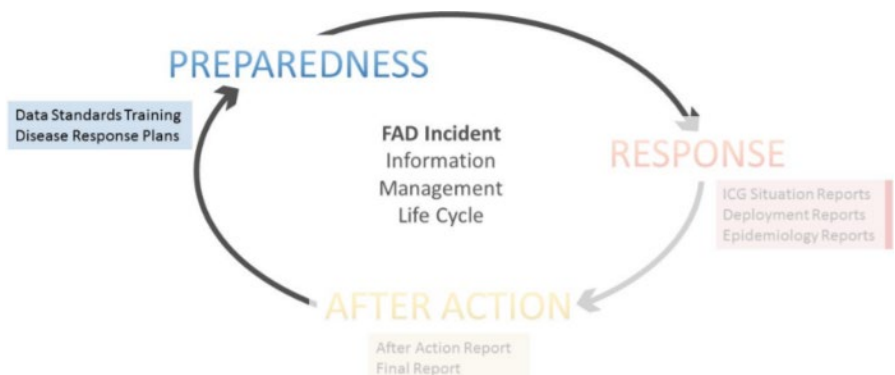 PREPAREDNESS
Data Standards Training
Disease Response Plans
FAD Incident
Information
Management
Life Cycle
RESPONSE
ICG Situation Reports
Deployment Reports
Epidemiology Reports
AFTER ACTION
After Action Report
Final Report